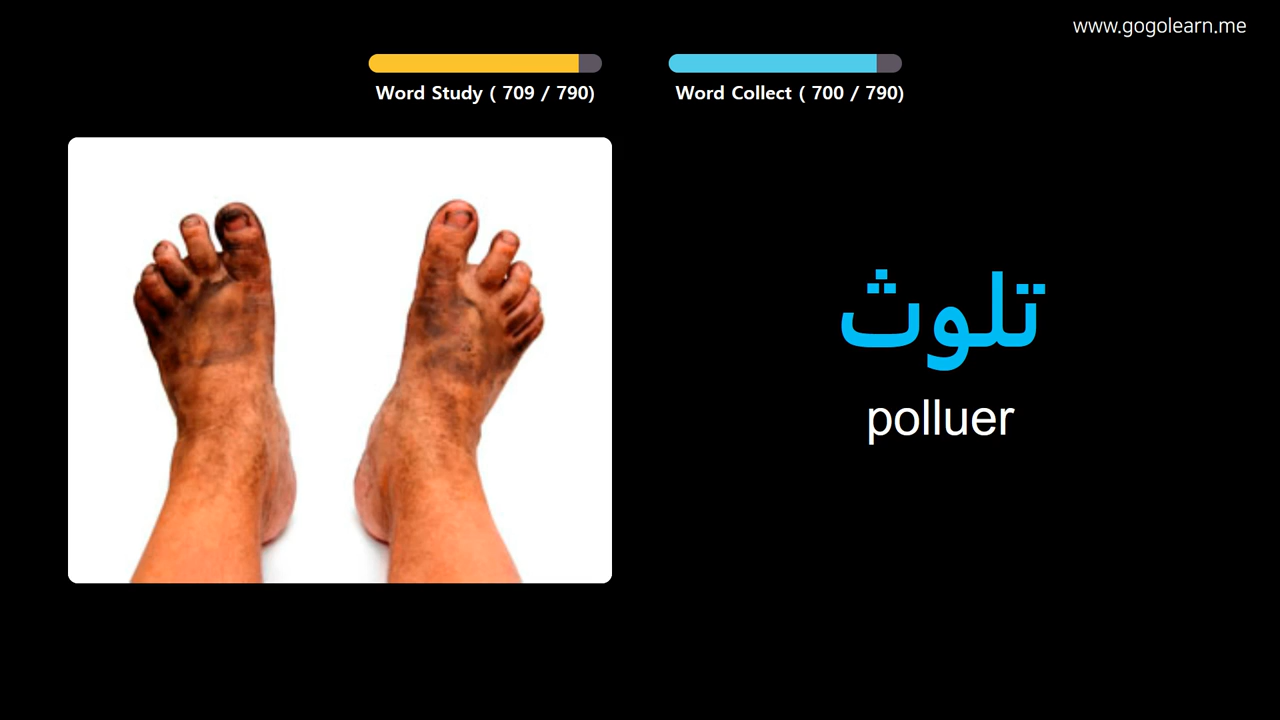 www.gogolearn.me
Word Study ( 709 / 790)
Word Collect ( 700 / 790)
تلوث
polluer